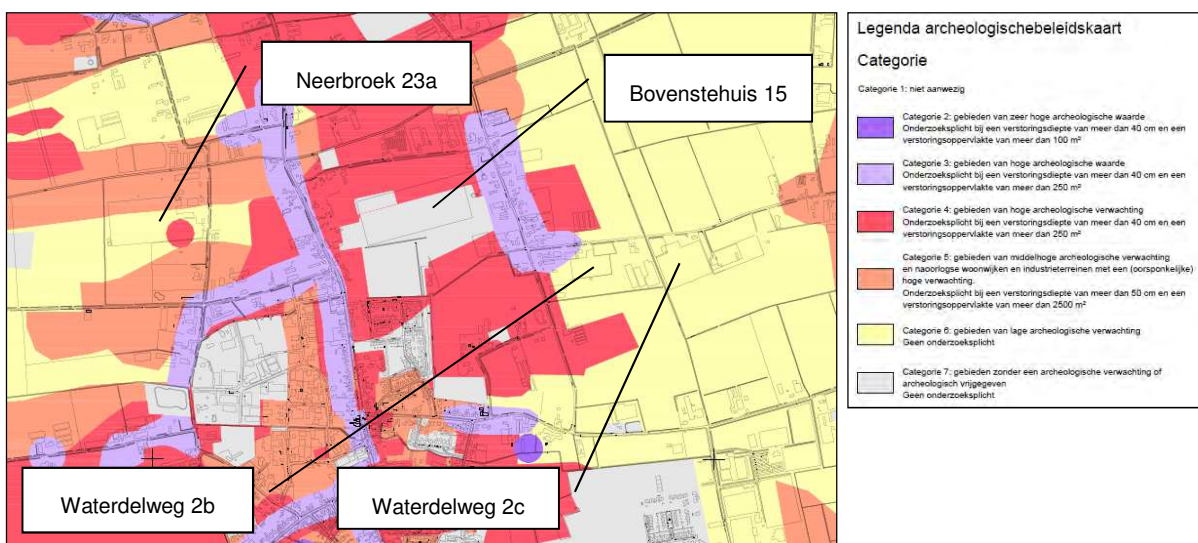 Neerbroek 23a
Bovenstehuis 15
Waterdelweg 2b
Waterdelweg 2c
Legenda archeologischebeleidskaart
Categorie
Categorie 1: niet aanwezig
Categorie 2: gebieden van zeer hoge archeologische waarde
Onderzoeksplicht bij een verstoringsdiepte van meer dan 40 cm en een
verstoringsoppervlakte van meer dan 100 m²
Categorie 3: gebieden van hoge archeologische waarde
Onderzoeksplicht bij een verstoringsdiepte van meer dan 40 cm en een
verstoringsoppervlakte van meer dan 250 m²
Categorie 4: gebieden van hoge archeologische verwachting
Onderzoeksplicht bij een verstoringsdiepte van meer dan 40 cm en een
verstoringsoppervlakte van meer dan 250 m²
Categorie 5: gebieden van middelhoge archeologische verwachting
en naoorlogse woonwijken en industrieterreinen met een (oorsponkelijke)
hoge verwachting.
Onderzoeksplicht bij een verstoringsdiepte van meer dan 50 cm en een
verstoringsoppervlakte van meer dan 2500 m²
Categorie 6: gebieden van lage archeologische verwachting
Geen onderzoeksplicht
Categorie 7: gebieden zonder een archeologische verwachting of
archeologisch vrijgegeven
Geen onderzoeksplicht